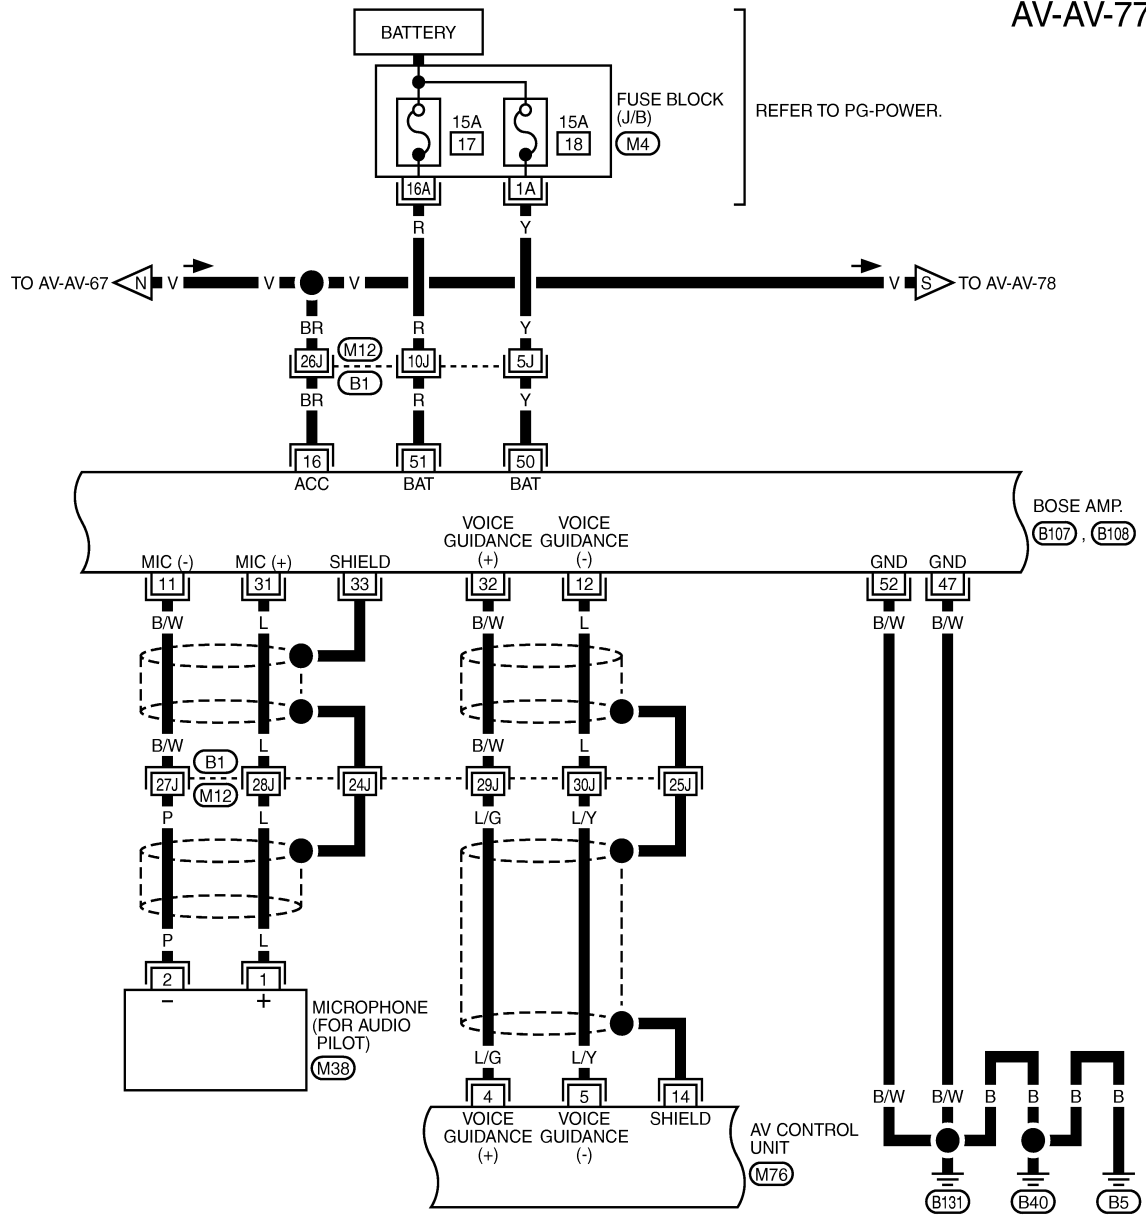 AV-AV-77
BATTERY
FUSE BLOCK
(J/B)
M4
15A
17
15A
18
REFER TO PG-POWER.
16A
1A
R
Y
TO AV-AV-67
N
V
V
V
V
S
TO AV-AV-78
BR
R
Y
26J
M12
10J
5J
B1
BR
R
Y
16
51
50
ACC
BAT
BAT
BOSE AMP.
B107 , B108
VOICE
GUIDANCE
(+)
VOICE
GUIDANCE
(-)
MIC (-)
MIC (+)
SHIELD
GND
GND
11
31
33
32
12
52
47
B/W
L
B/W
L
B/W
B/W
B/W
L
B/W
L
B1
27J
28J
24J
29J
30J
25J
M12
P
L
L/G
L/Y
P
L
2
1
−
+
MICROPHONE
(FOR AUDIO
PILOT)
M38
L/G
L/Y
4
5
14
VOICE
GUIDANCE
(+)
VOICE
GUIDANCE
(-)
SHIELD
AV CONTROL
UNIT
M76
B/W
B/W
B
B
B
B
B131
B40
B5